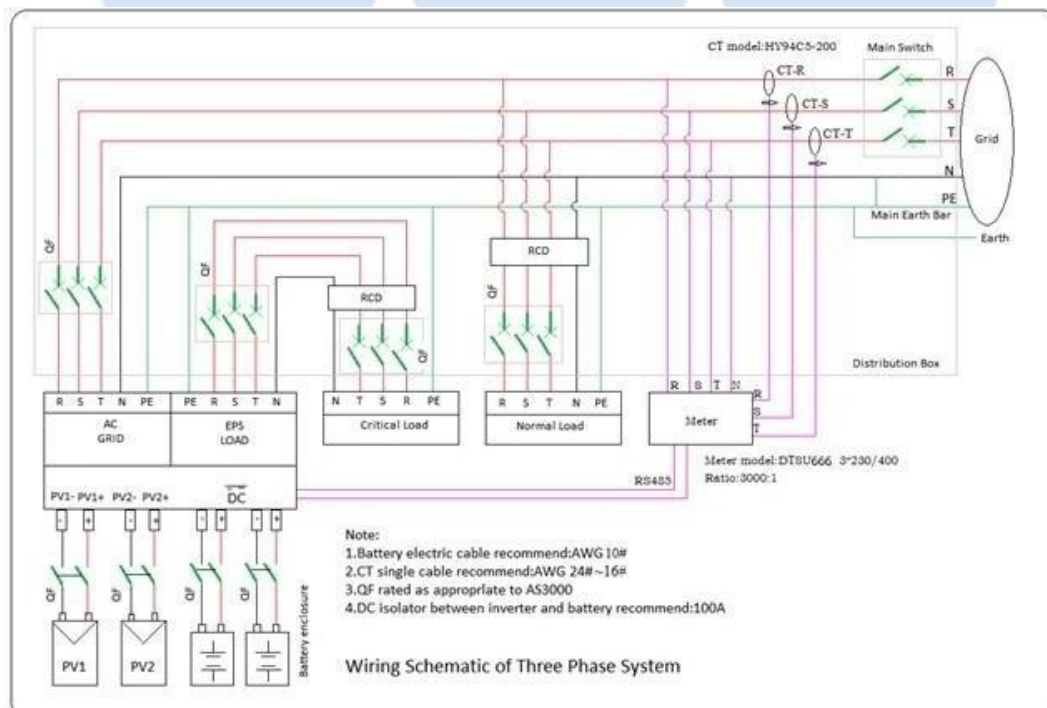 CT model:HY94C5-200
Main Switch
CT-R
R
CT-S
S
CT-T
T
Grid
N
PE
Main Earth Bar
Earth
QF
QF
RCD
QF
RCD
QF
Distribution Box
R S T N PE PE R S T N
N T S R PE
R S T N PE
R S T N
R
S
T
AC
GRID
EPS
LOAD
Critical Load
Normal Load
Meter
Meter model:DTSU666 3*230/400
Ratio:3000:1
RS485
PV1- PV1+ PV2- PV2+
DC
- + - + - + - +
QF
QF
QF
QF
Battery enclosure
PV1
PV2
Note:
1.Battery electric cable recommend:AWG 10#
2.CT single cable recommend:AWG 24#~16#
3.QF rated as approprlate to AS3000
4.DC isolator between inverter and battery recommend:100A
Wiring Schematic of Three Phase System